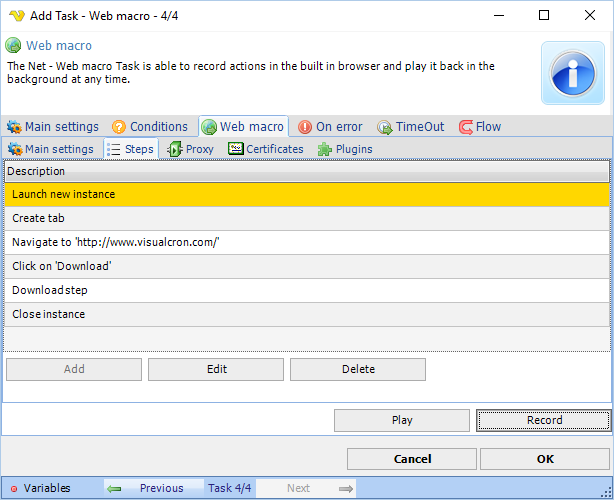 Add Task - Web macro - 4/4
Web macro
The Net - Web macro Task is able to record actions in the built in browser and play it back in the
background at any time.
Main settings Conditions Web macro On error TimeOut Flow
Main settings Steps Proxy Certificates Plugins
Description
Launch new instance
Create tab
Navigate to 'http://www.visualcron.com/'
Click on 'Download'
Download step
Close instance
Add Edit Delete
Play Record
Cancel OK
Variables Previous Task 4/4 Next